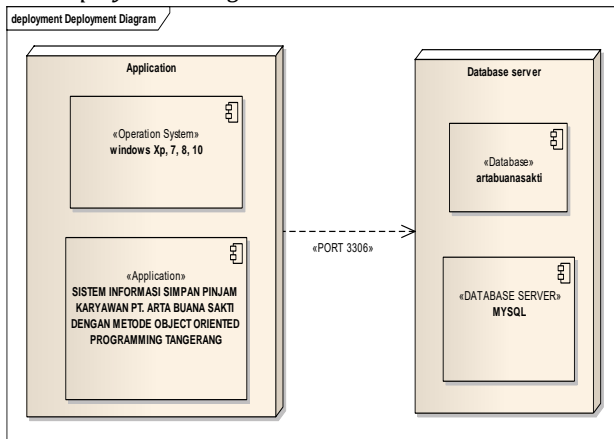 deployment Deployment Diagram
Application
«Operation System»
windows Xp, 7, 8, 10
«Application»
SISTEM INFORMASI SIMPAN PINJAM
KARYAWAN PT. ARTA BUANA SAKTI
DENGAN METODE OBJECT ORIENTED
PROGRAMMING TANGERANG
«PORT 3306»
Database server
«Database»
artabuanasakti
«DATABASE SERVER»
MYSQL